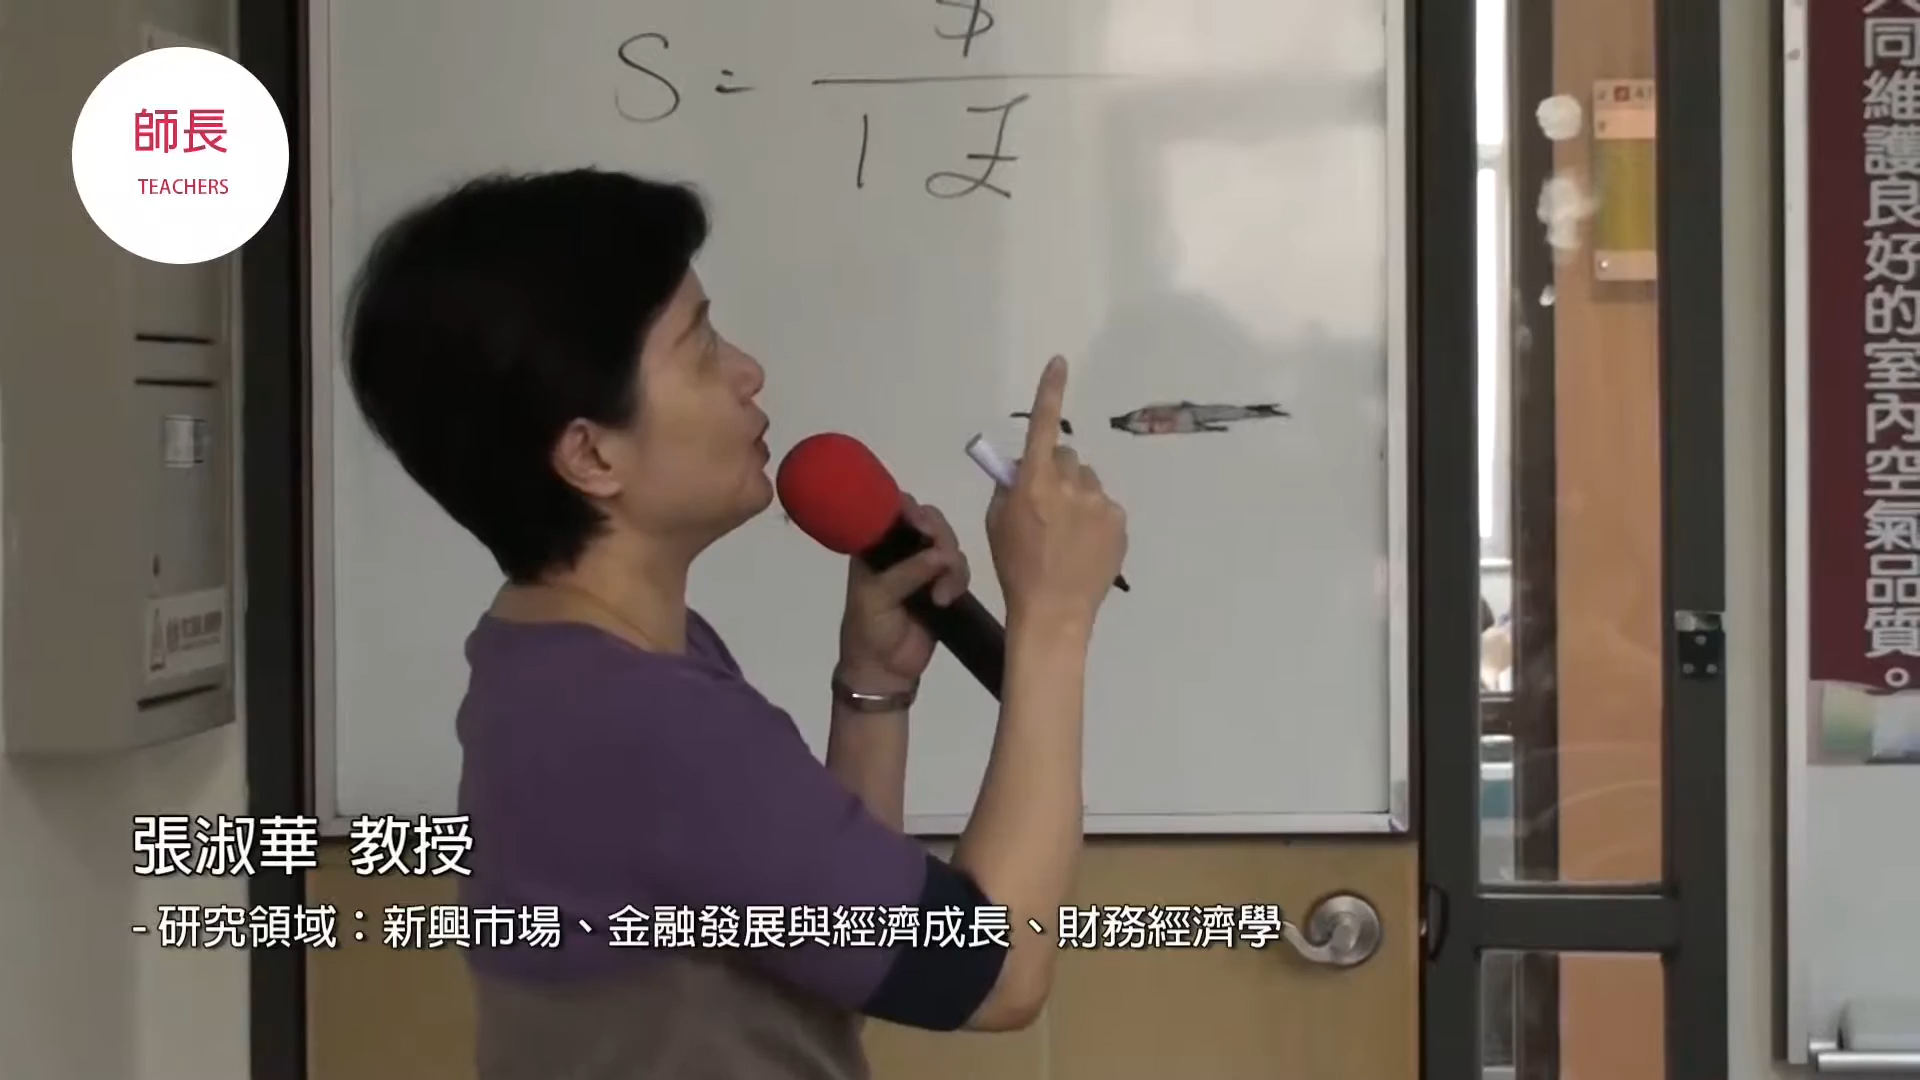 師長
TEACHERS
S = $
1 £
同維護良好的室內空氣品質。
張淑華 教授
- 研究領域：新興市場、金融發展與經濟成長、財務經濟學